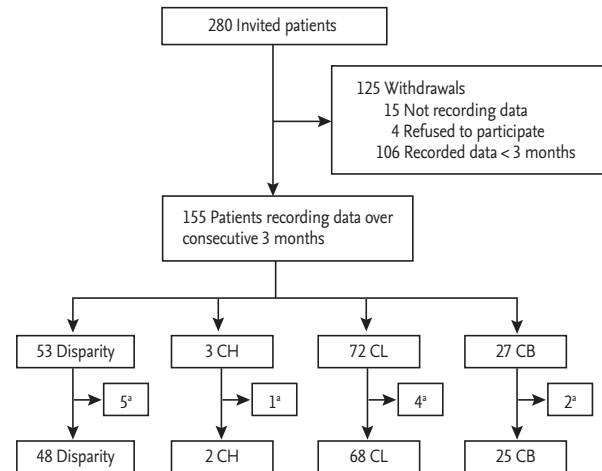 280 Invited patients
125 Withdrawals
15 Not recording data
4 Refused to participate
106 Recorded data < 3 months
155 Patients recording data over
consecutive 3 months
53 Disparity
3 CH
72 CL
27 CB
5ª
1ª
4ª
2ª
48 Disparity
2 CH
68 CL
25 CB